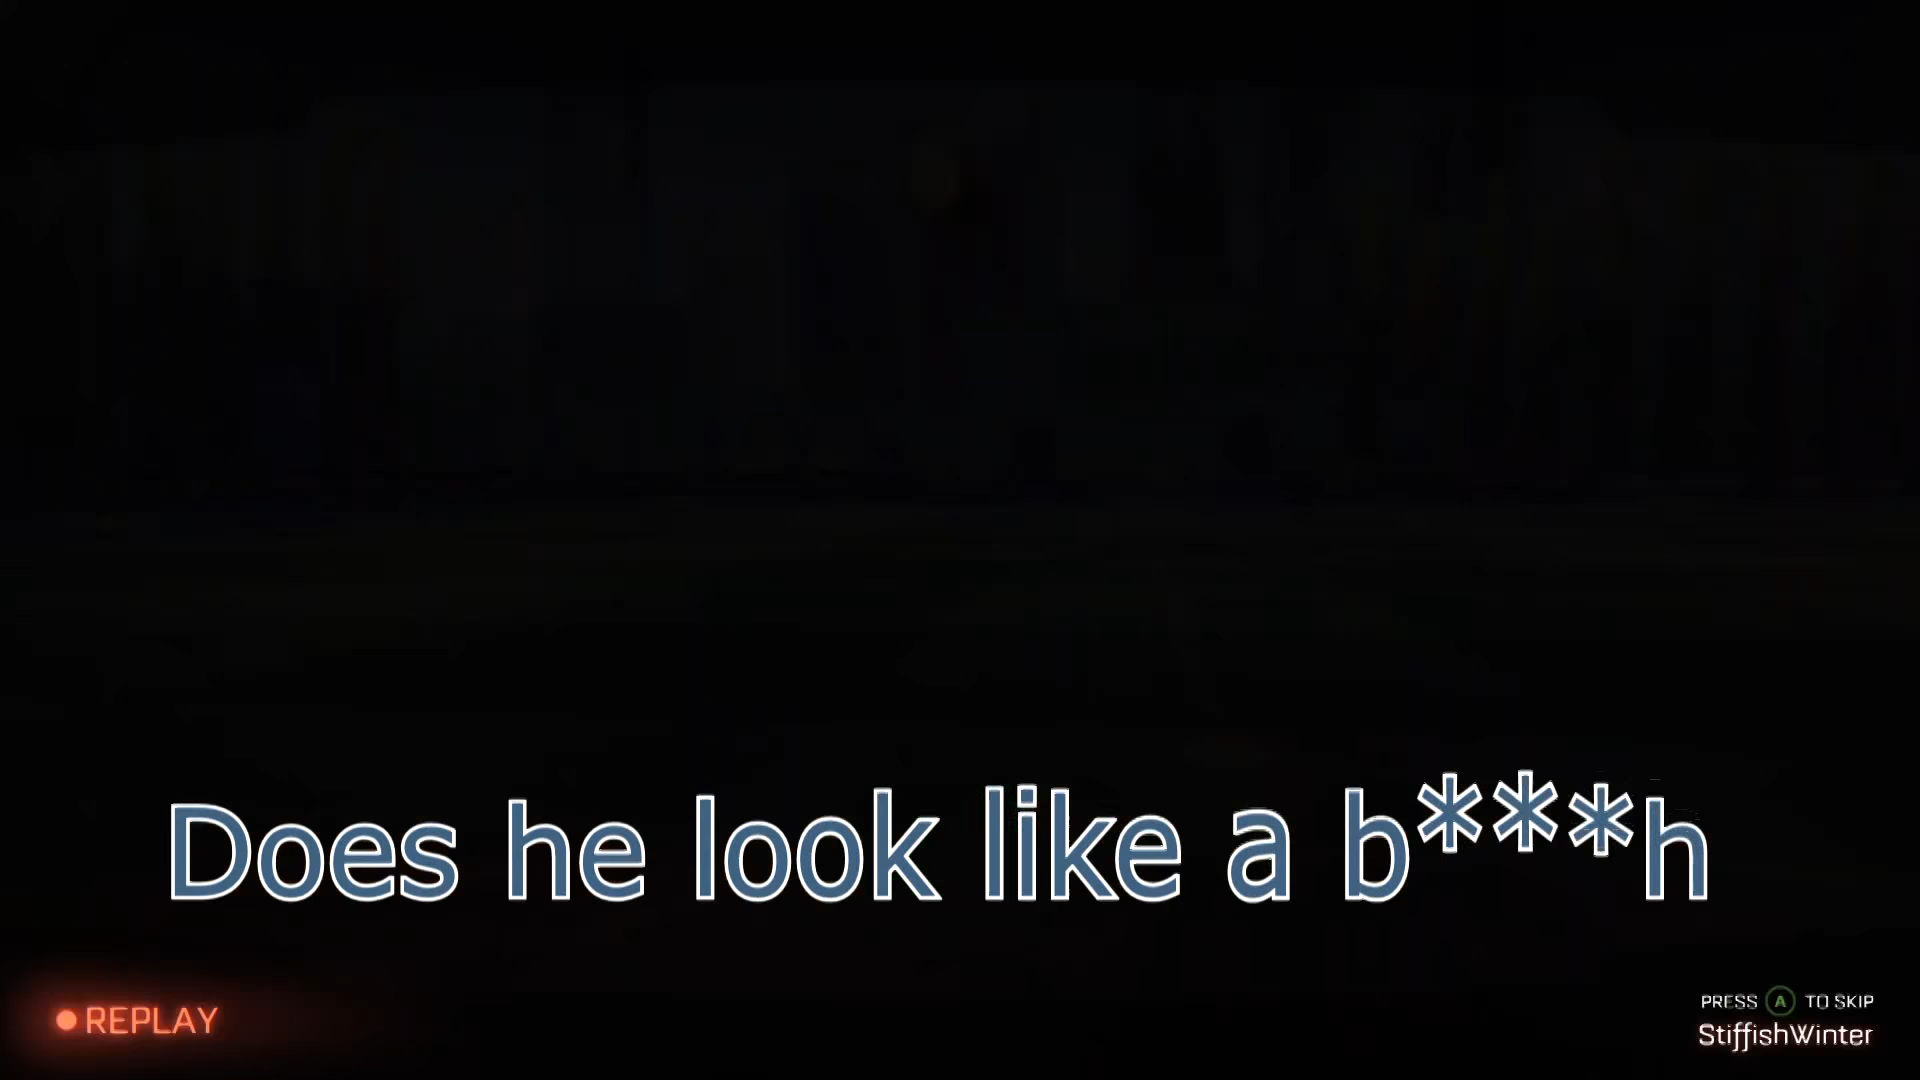 Does he look like a b***h
REPLAY
PRESS A TO SKIP
StiffishWinter